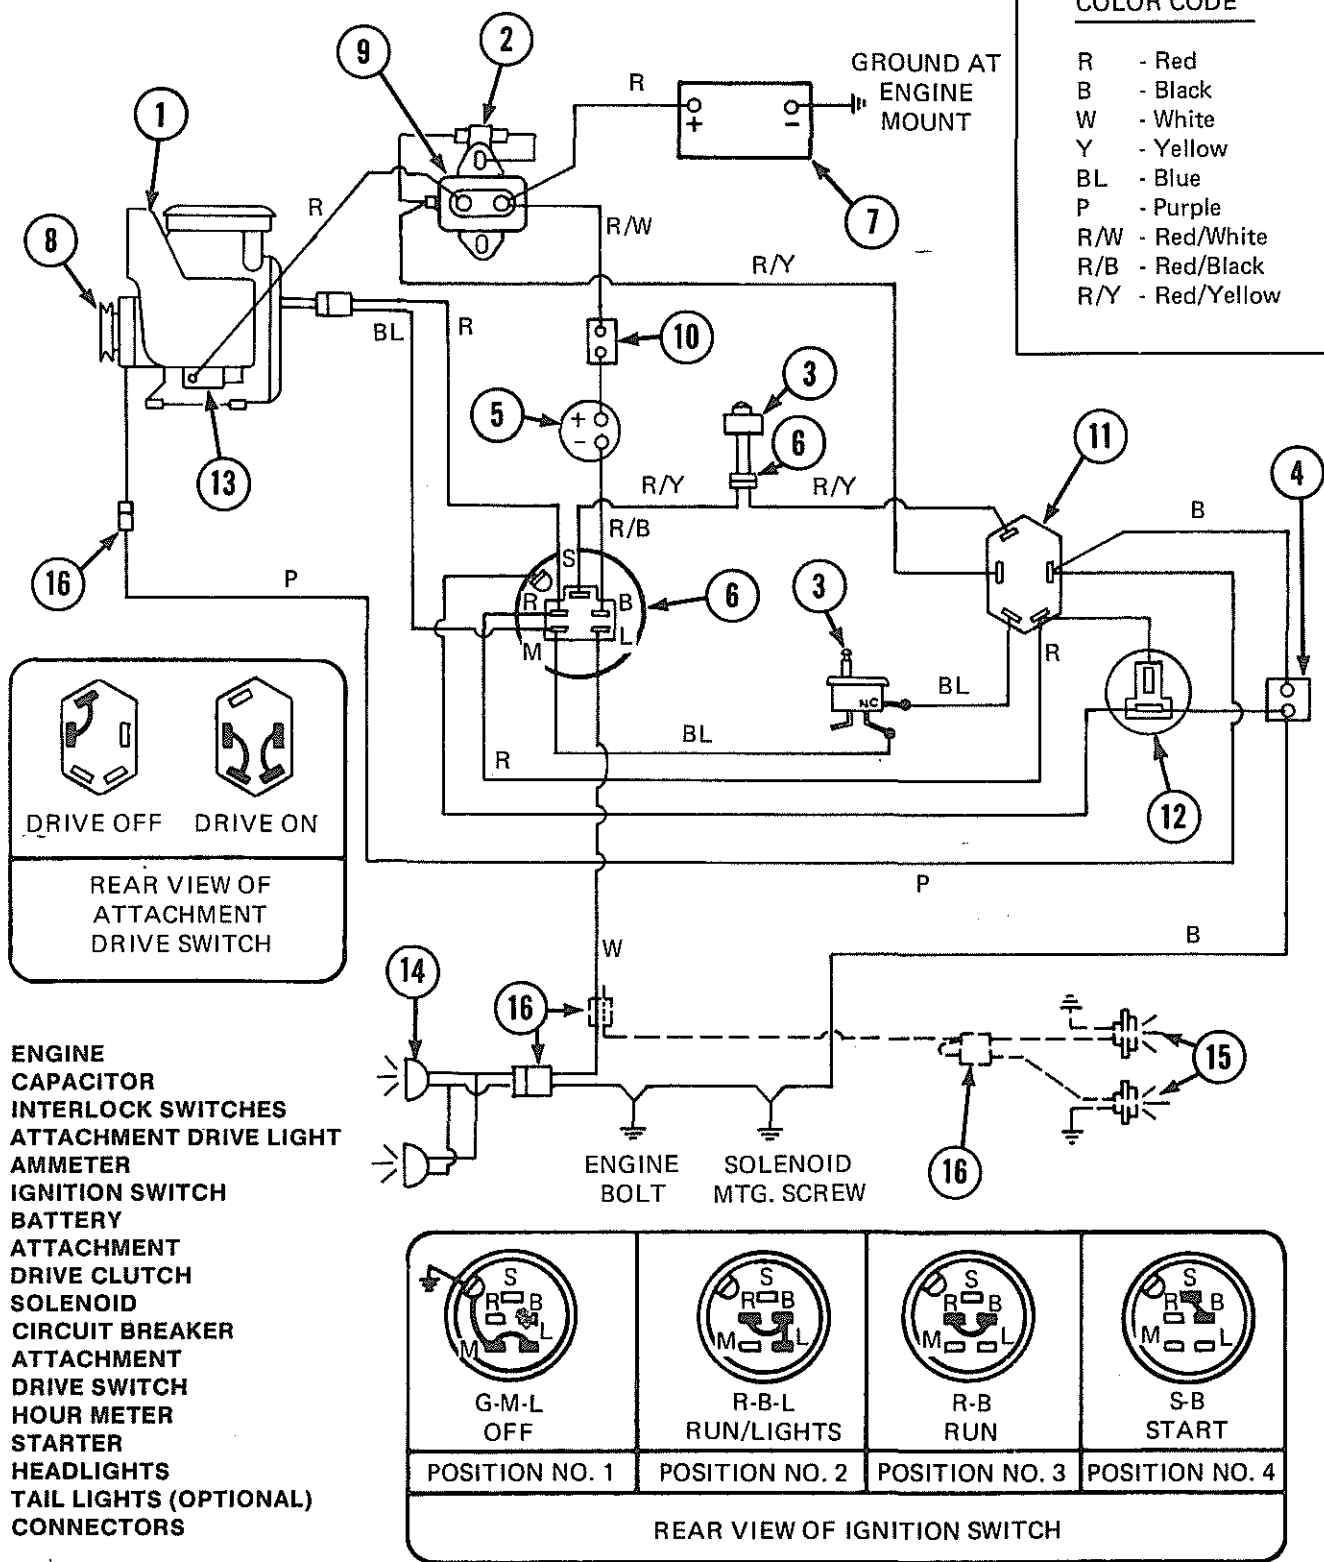 COLOR CODE
R - Red
B - Black
W - White
Y - Yellow
BL - Blue
P - Purple
R/W - Red/White
R/B - Red/Black
R/Y - Red/Yellow
GROUND AT
ENGINE
MOUNT
9
2
1
8
7
R
R
+
-
R/W
R/Y
BL
R
10
5
+
-
3
6
11
4
13
16
R/Y
R/Y
R/B
B
P
S
R
B
M
L
6
3
NC
BL
BL
R
R
12
P
B
W
DRIVE OFF
DRIVE ON
REAR VIEW OF
ATTACHMENT
DRIVE SWITCH
14
16
15
16
ENGINE
BOLT
SOLENOID
MTG. SCREW
ENGINE
CAPACITOR
INTERLOCK SWITCHES
ATTACHMENT DRIVE LIGHT
AMMETER
IGNITION SWITCH
BATTERY
ATTACHMENT
DRIVE CLUTCH
SOLENOID
CIRCUIT BREAKER
ATTACHMENT
DRIVE SWITCH
HOUR METER
STARTER
HEADLIGHTS
TAIL LIGHTS (OPTIONAL)
CONNECTORS
S
R B
M L
G-M-L
OFF
POSITION NO. 1
S
R B
M L
R-B-L
RUN/LIGHTS
POSITION NO. 2
S
R B
M L
R-B
RUN
POSITION NO. 3
S
R B
M L
S-B
START
POSITION NO. 4
REAR VIEW OF IGNITION SWITCH